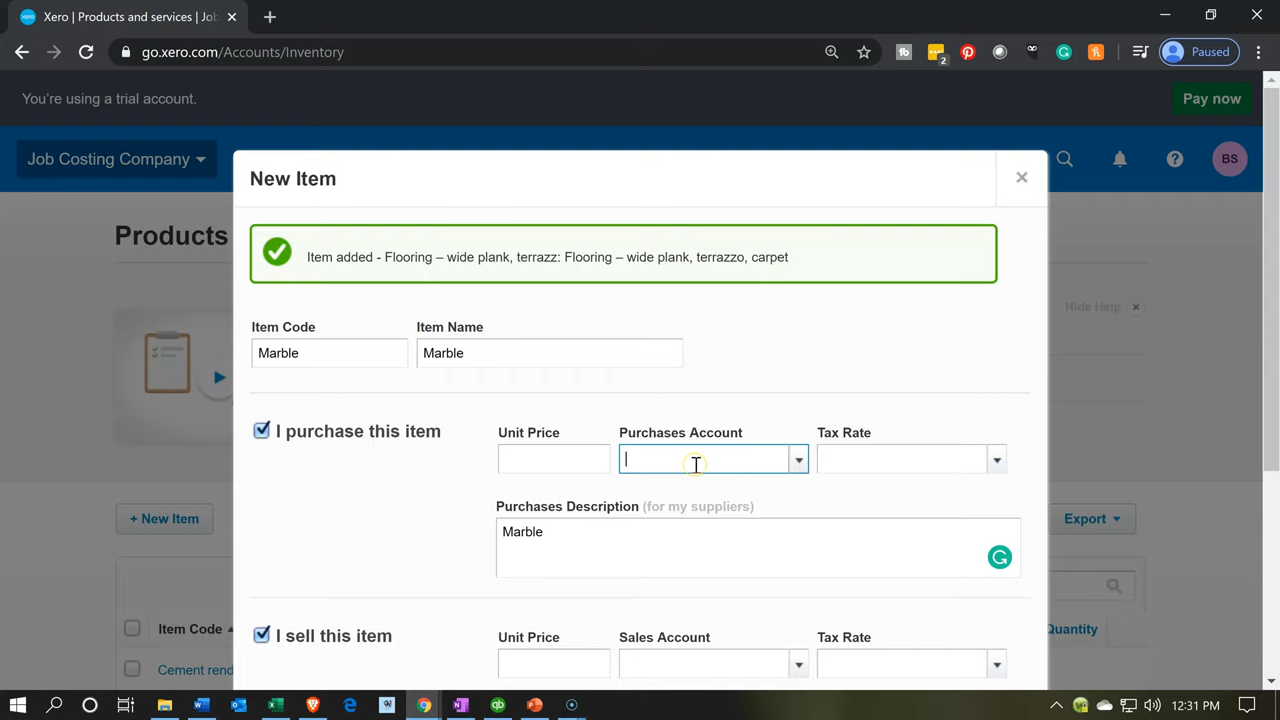 Xero | Products and services | Job
go.xero.com/Accounts/Inventory
2
Paused
You're using a trial account.
Pay now
Job Costing Company
BS
New Item
Products
Item added - Flooring – wide plank, terrazz: Flooring – wide plank, terrazzo, carpet
Hide Help
Item Code Item Name
Marble Marble
I purchase this item
Unit Price Purchases Account Tax Rate
Purchases Description (for my suppliers)
+ New Item
Export
Marble
I sell this item
Unit Price Sales Account Tax Rate
Item Code
Quantity
Cement rend
12:31 PM